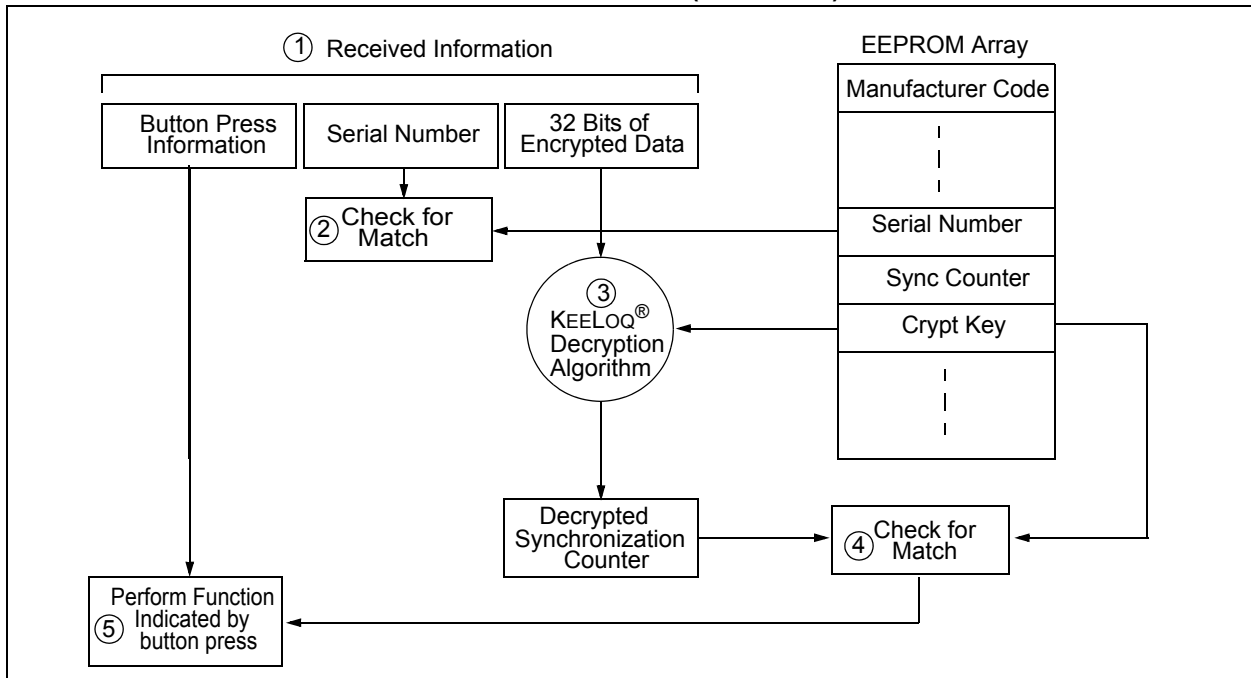 ① Received Information
EEPROM Array
Manufacturer Code
Button Press
Information
Serial Number
32 Bits of
Encrypted Data
② Check for
Match
Serial Number
Sync Counter
③
KEELOQ®
Decryption
Algorithm
Crypt Key
Decrypted
Synchronization
Counter
④ Check for
Match
Perform Function
⑤ Indicated by
button press